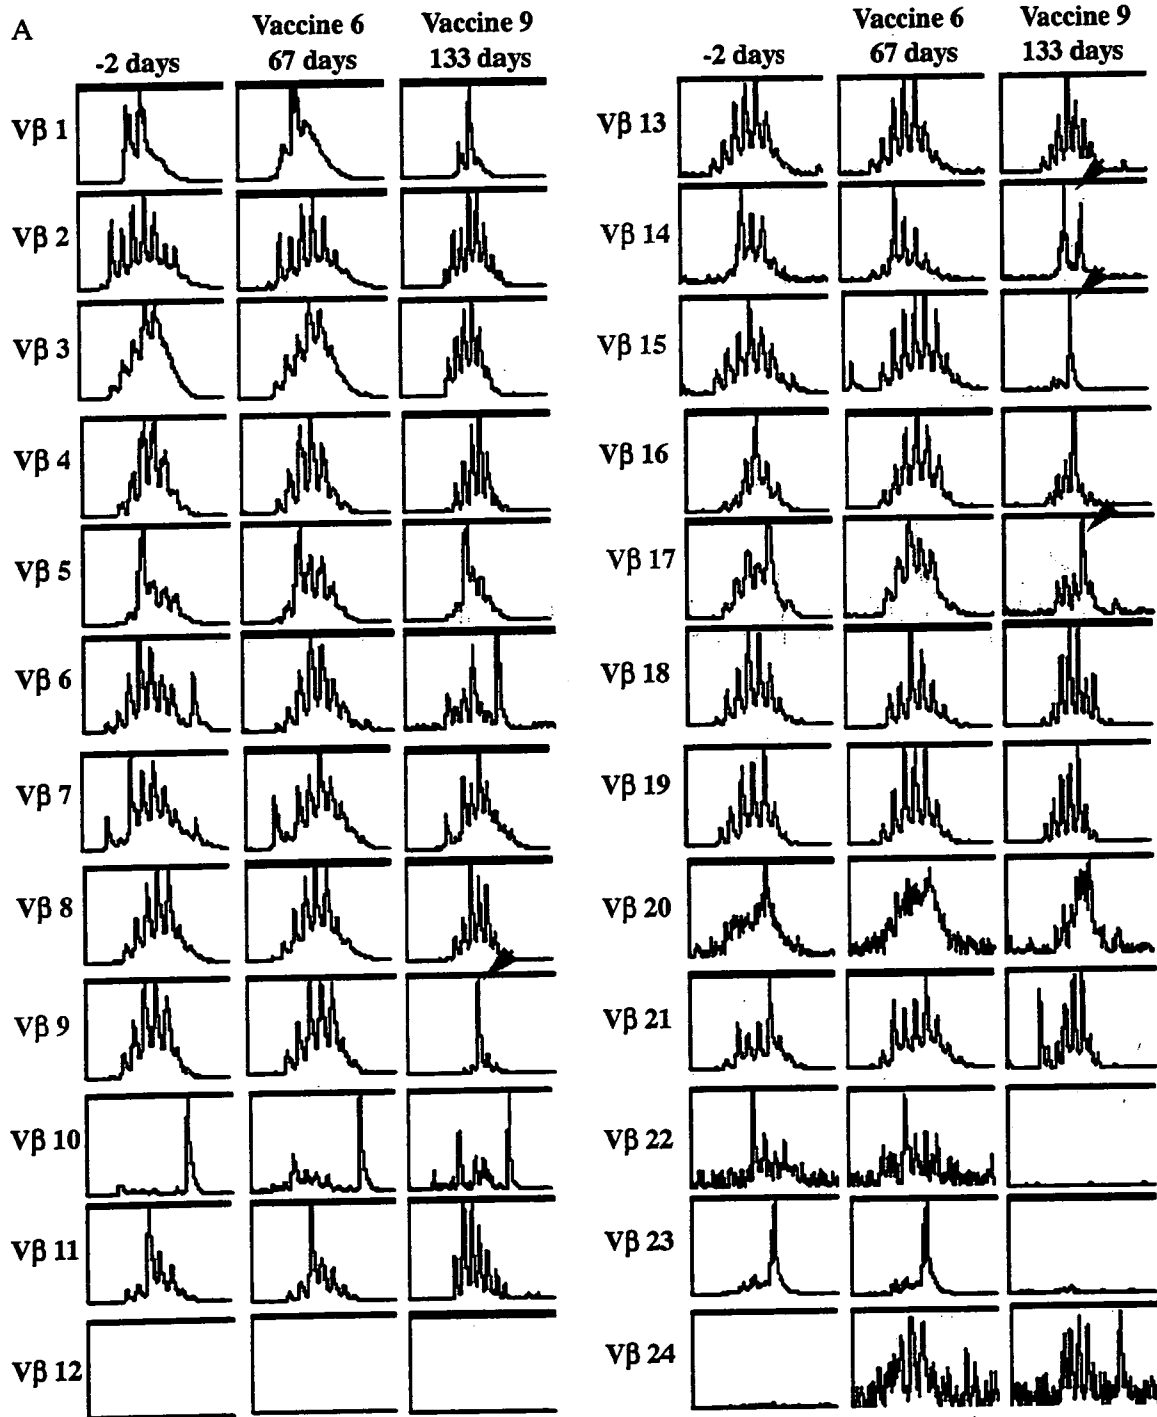 A
Vaccine 6 Vaccine 9
-2 days 67 days 133 days
Vβ 1
Vβ 2
Vβ 3
Vβ 4
Vβ 5
Vβ 6
Vβ 7
Vβ 8
Vβ 9
Vβ 10
Vβ 11
Vβ 12
Vaccine 6 Vaccine 9
-2 days 67 days 133 days
Vβ 13
Vβ 14
Vβ 15
Vβ 16
Vβ 17
Vβ 18
Vβ 19
Vβ 20
Vβ 21
Vβ 22
Vβ 23
Vβ 24